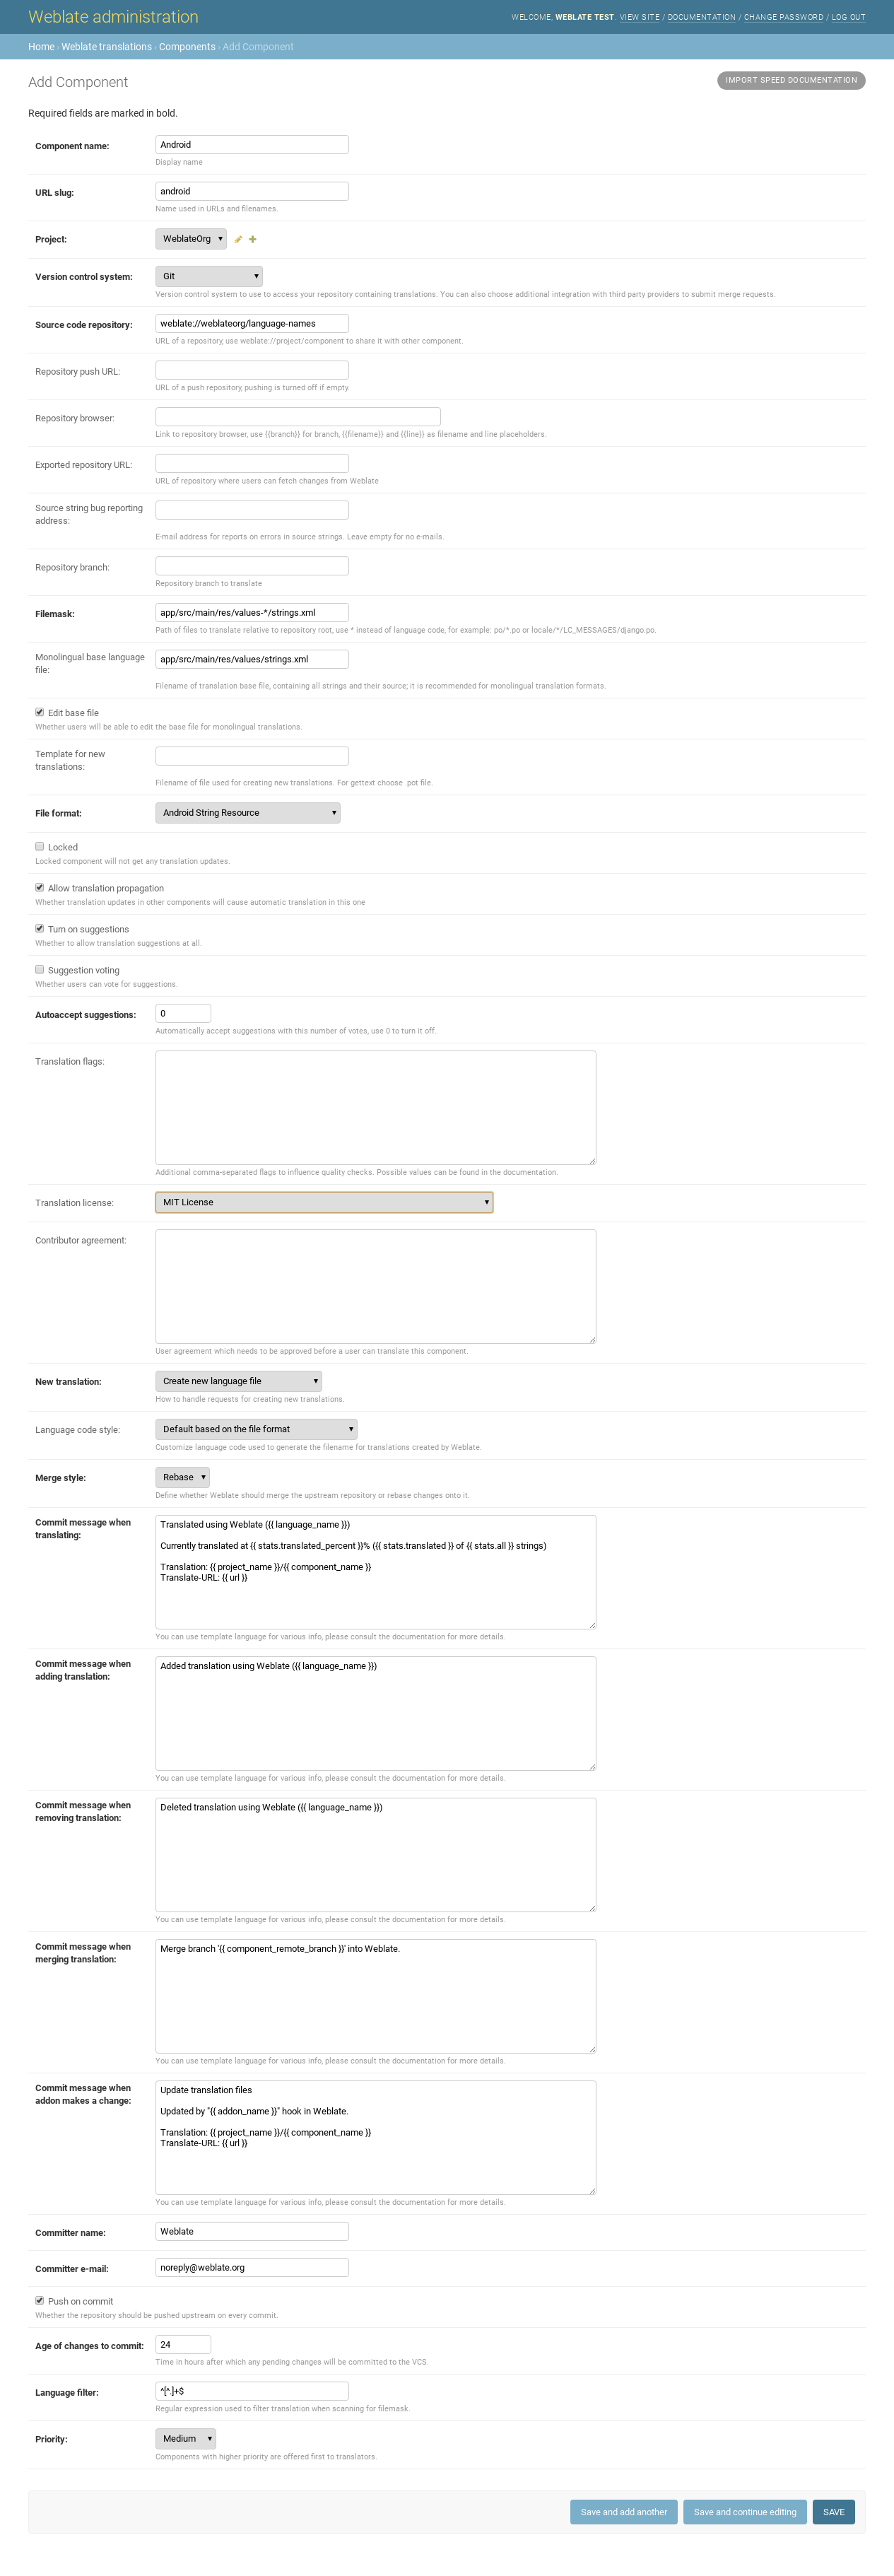 Weblate administration
WELCOME, WEBLATE TEST. VIEW SITE / DOCUMENTATION / CHANGE PASSWORD / LOG OUT
Home › Weblate translations › Components › Add Component
Add Component
IMPORT SPEED DOCUMENTATION
Required fields are marked in bold.
Component name:
Android
Display name
URL slug:
android
Name used in URLs and filenames.
Project:
WeblateOrg
Version control system:
Git
Version control system to use to access your repository containing translations. You can also choose additional integration with third party providers to submit merge requests.
Source code repository:
weblate://weblateorg/language-names
URL of a repository, use weblate://project/component to share it with other component.
Repository push URL:
URL of a push repository, pushing is turned off if empty.
Repository browser:
Link to repository browser, use {{branch}} for branch, {{filename}} and {{line}} as filename and line placeholders.
Exported repository URL:
URL of repository where users can fetch changes from Weblate
Source string bug reporting
address:
E-mail address for reports on errors in source strings. Leave empty for no e-mails.
Repository branch:
Repository branch to translate
Filemask:
app/src/main/res/values-*/strings.xml
Path of files to translate relative to repository root, use * instead of language code, for example: po/*.po or locale/*/LC_MESSAGES/django.po.
Monolingual base language
file:
app/src/main/res/values/strings.xml
Filename of translation base file, containing all strings and their source; it is recommended for monolingual translation formats.
Edit base file
Whether users will be able to edit the base file for monolingual translations.
Template for new
translations:
Filename of file used for creating new translations. For gettext choose .pot file.
File format:
Android String Resource
Locked
Locked component will not get any translation updates.
Allow translation propagation
Whether translation updates in other components will cause automatic translation in this one
Turn on suggestions
Whether to allow translation suggestions at all.
Suggestion voting
Whether users can vote for suggestions.
Autoaccept suggestions:
0
Automatically accept suggestions with this number of votes, use 0 to turn it off.
Translation flags:
Additional comma-separated flags to influence quality checks. Possible values can be found in the documentation.
Translation license:
MIT License
Contributor agreement:
User agreement which needs to be approved before a user can translate this component.
New translation:
Create new language file
How to handle requests for creating new translations.
Language code style:
Default based on the file format
Customize language code used to generate the filename for translations created by Weblate.
Merge style:
Rebase
Define whether Weblate should merge the upstream repository or rebase changes onto it.
Commit message when
translating:
Translated using Weblate ({{ language_name }})
Currently translated at {{ stats.translated_percent }}% ({{ stats.translated }} of {{ stats.all }} strings)
Translation: {{ project_name }}/{{ component_name }}
Translate-URL: {{ url }}
You can use template language for various info, please consult the documentation for more details.
Commit message when
adding translation:
Added translation using Weblate ({{ language_name }})
You can use template language for various info, please consult the documentation for more details.
Commit message when
removing translation:
Deleted translation using Weblate ({{ language_name }})
You can use template language for various info, please consult the documentation for more details.
Commit message when
merging translation:
Merge branch '{{ component_remote_branch }}' into Weblate.
You can use template language for various info, please consult the documentation for more details.
Commit message when
addon makes a change:
Update translation files
Updated by "{{ addon_name }}" hook in Weblate.
Translation: {{ project_name }}/{{ component_name }}
Translate-URL: {{ url }}
You can use template language for various info, please consult the documentation for more details.
Committer name:
Weblate
Committer e-mail:
noreply@weblate.org
Push on commit
Whether the repository should be pushed upstream on every commit.
Age of changes to commit:
24
Time in hours after which any pending changes will be committed to the VCS.
Language filter:
^[^.]+$
Regular expression used to filter translation when scanning for filemask.
Priority:
Medium
Components with higher priority are offered first to translators.
Save and add another
Save and continue editing
SAVE